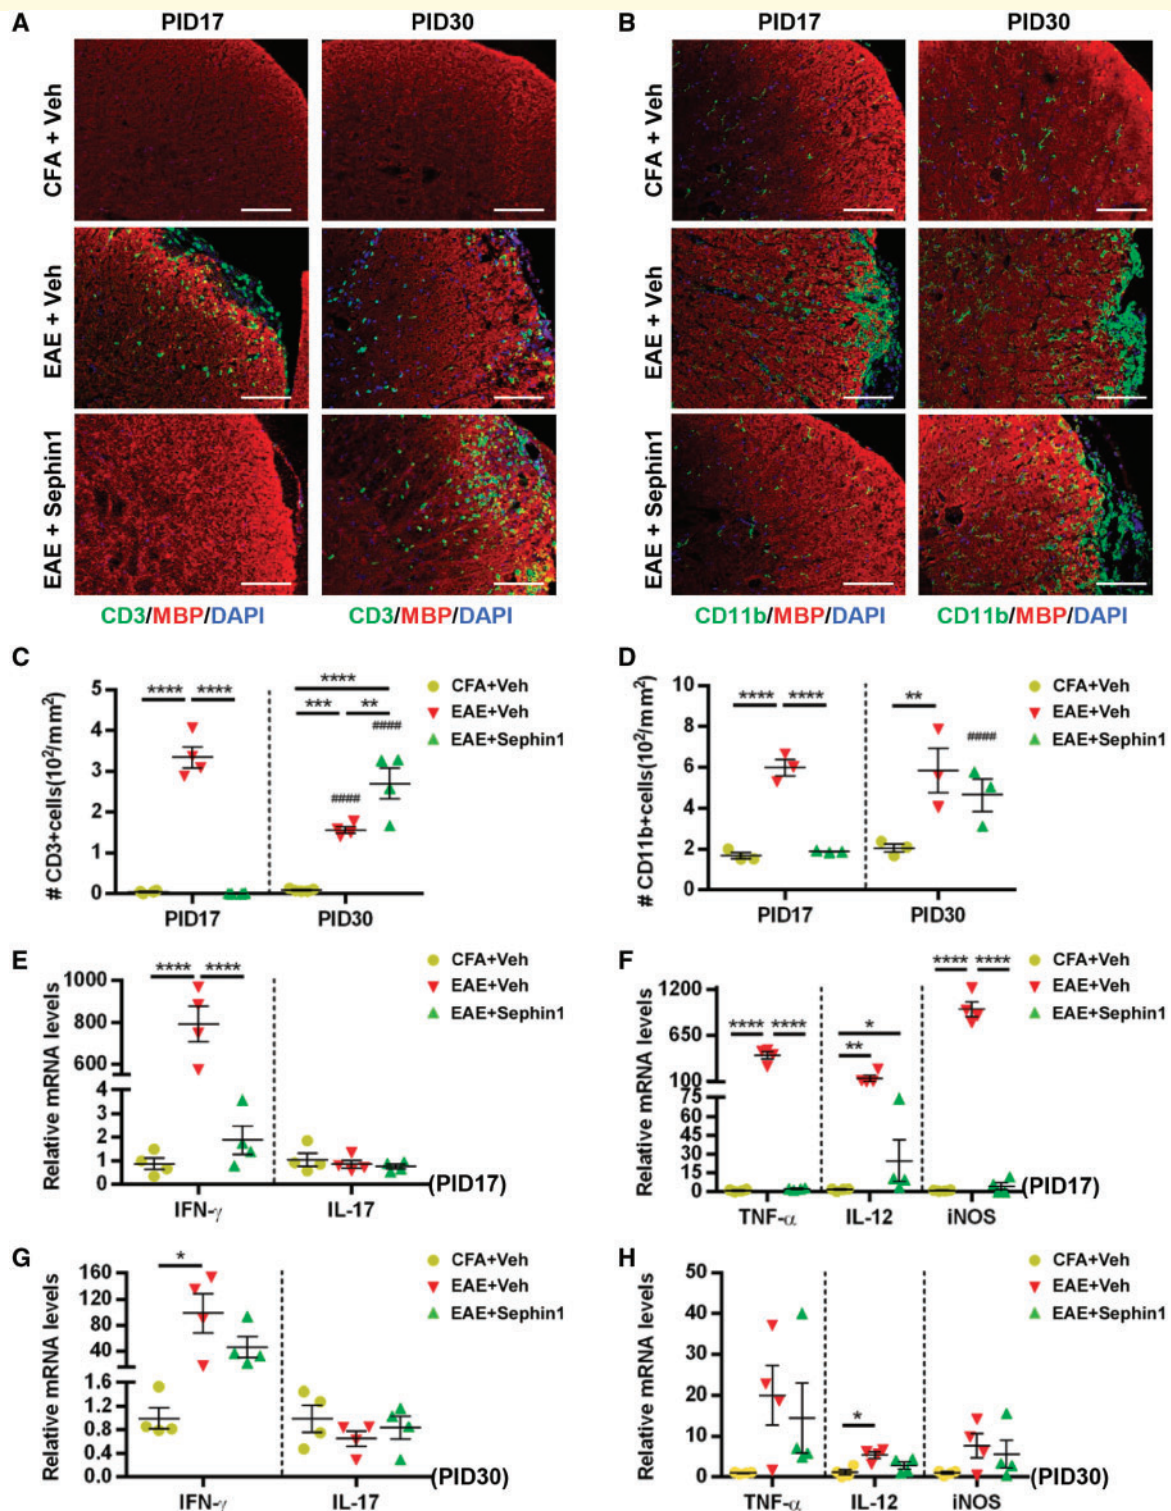 A
PID17
PID30
CFA + Veh
EAE + Veh
EAE + Sephin1
CD3/MBP/DAPI
CD3/MBP/DAPI
B
PID17
PID30
CFA + Veh
EAE + Veh
EAE + Sephin1
CD11b/MBP/DAPI
CD11b/MBP/DAPI
C
# CD3+cells(10²/mm²)
5
4
3
2
1
0
**** ****
****
*** **
####
####
PID17
PID30
CFA+Veh
EAE+Veh
EAE+Sephin1
D
# CD11b+cells(10²/mm²)
10
8
6
4
2
0
**** ****
**
####
PID17
PID30
CFA+Veh
EAE+Veh
EAE+Sephin1
E
Relative mRNA levels
1000
800
600
4
3
2
1
0
**** ****
IFN-γ
IL-17
(PID17)
CFA+Veh
EAE+Veh
EAE+Sephin1
F
Relative mRNA levels
1200
650
100
75
60
45
30
15
0
**** ****
*
**
**** ****
TNF-α
IL-12
iNOS
(PID17)
CFA+Veh
EAE+Veh
EAE+Sephin1
G
Relative mRNA levels
160
120
80
40
1.6
1.2
0.8
0.4
0.0
*
IFN-γ
IL-17
(PID30)
CFA+Veh
EAE+Veh
EAE+Sephin1
H
Relative mRNA levels
50
40
30
20
10
0
*
TNF-α
IL-12
iNOS
(PID30)
CFA+Veh
EAE+Veh
EAE+Sephin1